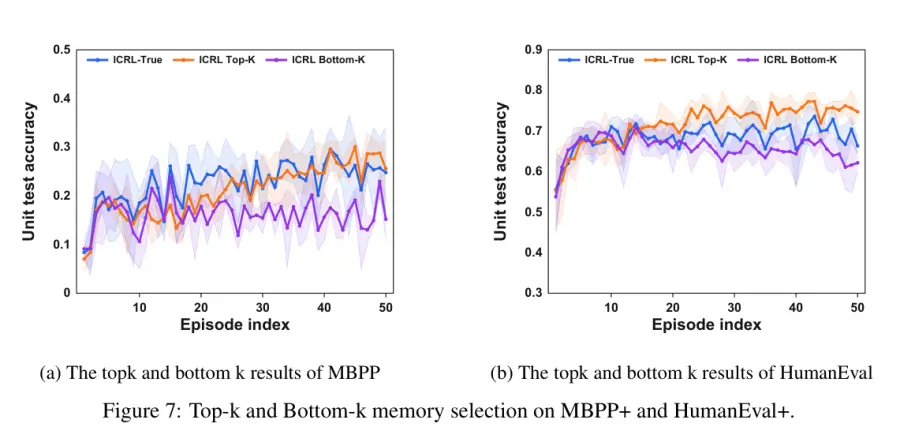 0.5
0.4
0.3
0.2
0.1
0
Unit test accuracy
ICRL-True ICRL Top-K ICRL Bottom-K
10 20 30 40 50
Episode index
(a) The topk and bottom k results of MBPP
0.9
0.8
0.7
0.6
0.5
0.4
0.3
Unit test accuracy
ICRL-True ICRL Top-K ICRL Bottom-K
10 20 30 40 50
Episode index
(b) The topk and bottom k results of HumanEval
Figure 7: Top-k and Bottom-k memory selection on MBPP+ and HumanEval+.